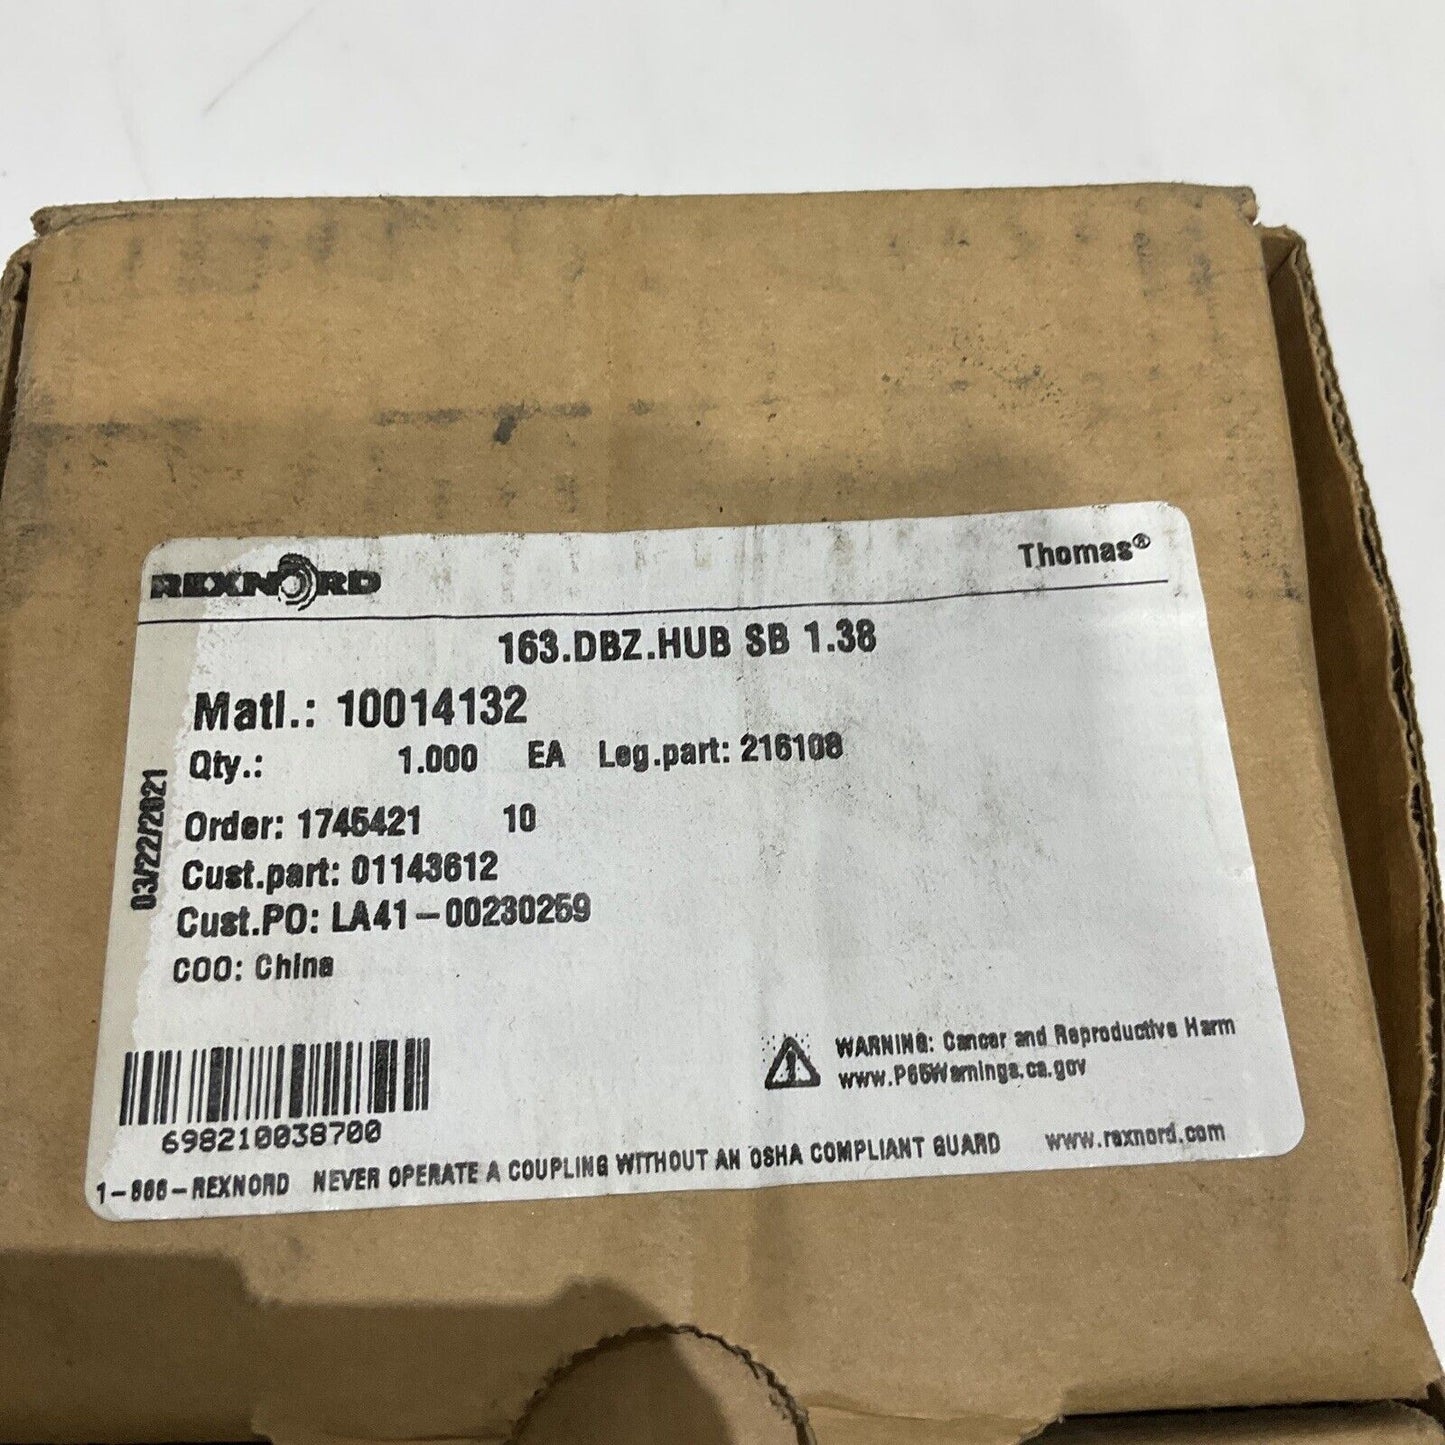 REXNORD
Thomas®
163.DBZ.HUB SB 1.38
Matl.: 10014132
Qty.: 1.000 EA Leg.part: 216108
Order: 1745421 10
Cust.part: 01143612
Cust.PO: LA41-00230259
COO: China
03/22/2021
WARNING: Cancer and Reproductive Harm
www.P65Warnings.ca.gov
698210038700
1-866-REXNORD NEVER OPERATE A COUPLING WITHOUT AN OSHA COMPLIANT GUARD www.rexnord.com